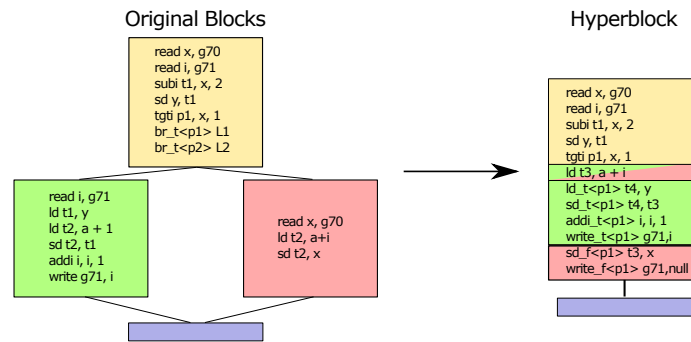 Original Blocks
read x, g70
read i, g71
subi t1, x, 2
sd y, t1
tgti p1, x, 1
br_t<p1> L1
br_t<p2> L2
read i, g71
ld t1, y
ld t2, a + 1
sd t2, t1
addi i, i, 1
write g71, i
read x, g70
ld t2, a+i
sd t2, x
Hyperblock
read x, g70
read i, g71
subi t1, x, 2
sd y, t1
tgti p1, x, 1
ld t3, a + i
ld_t<p1> t4, y
sd_t<p1> t4, t3
addi_t<p1> i, i, 1
write_t<p1> g71,i
sd_f<p1> t3, x
write_f<p1> g71,null